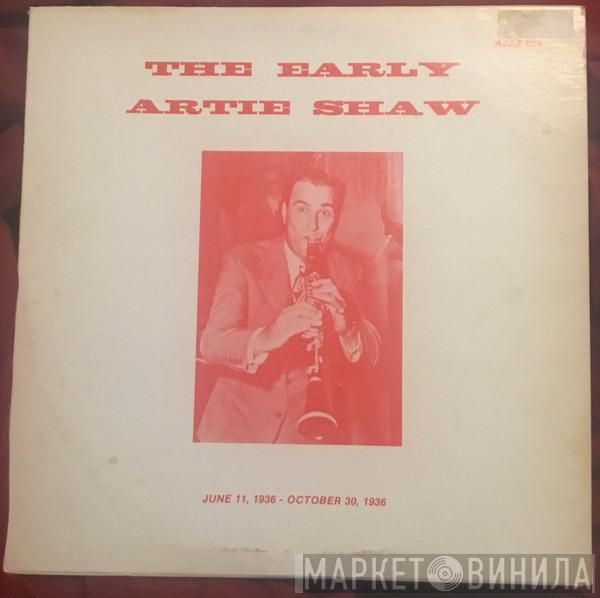 THE EARLY
ARTIE SHAW
JUNE 11, 1936 - OCTOBER 30, 1936
МАРКЕТ ВИНИЛА